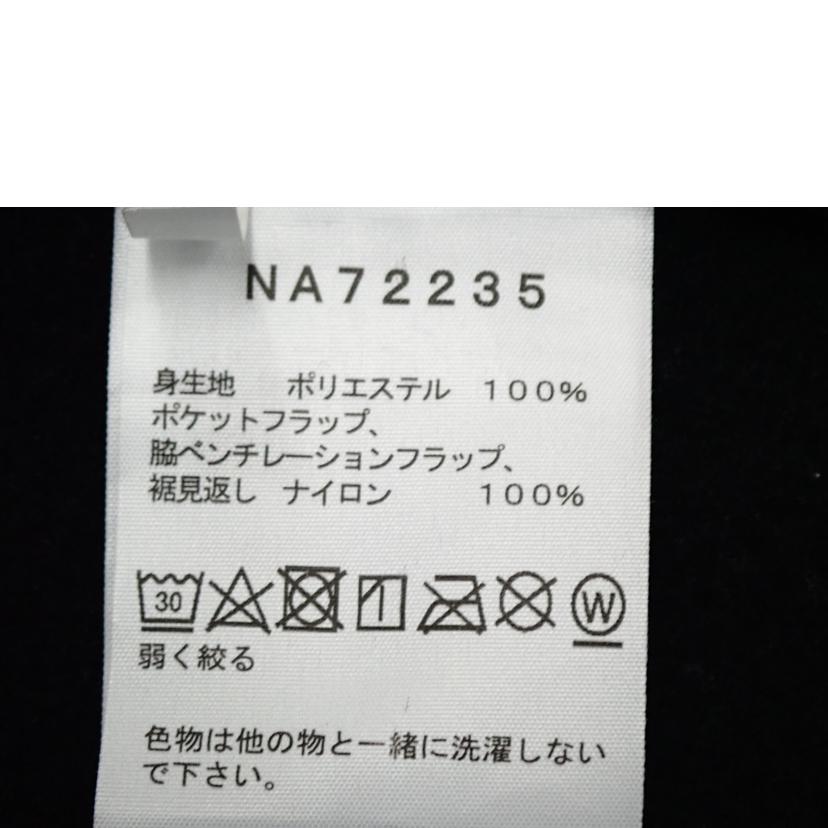 NA72235
身生地 ポリエステル 100%
ポケットフラップ、
脇ベンチレーションフラップ、
裾見返し ナイロン 100%
30 W
弱く絞る
色物は他の物と一緒に洗濯しない
で下さい。